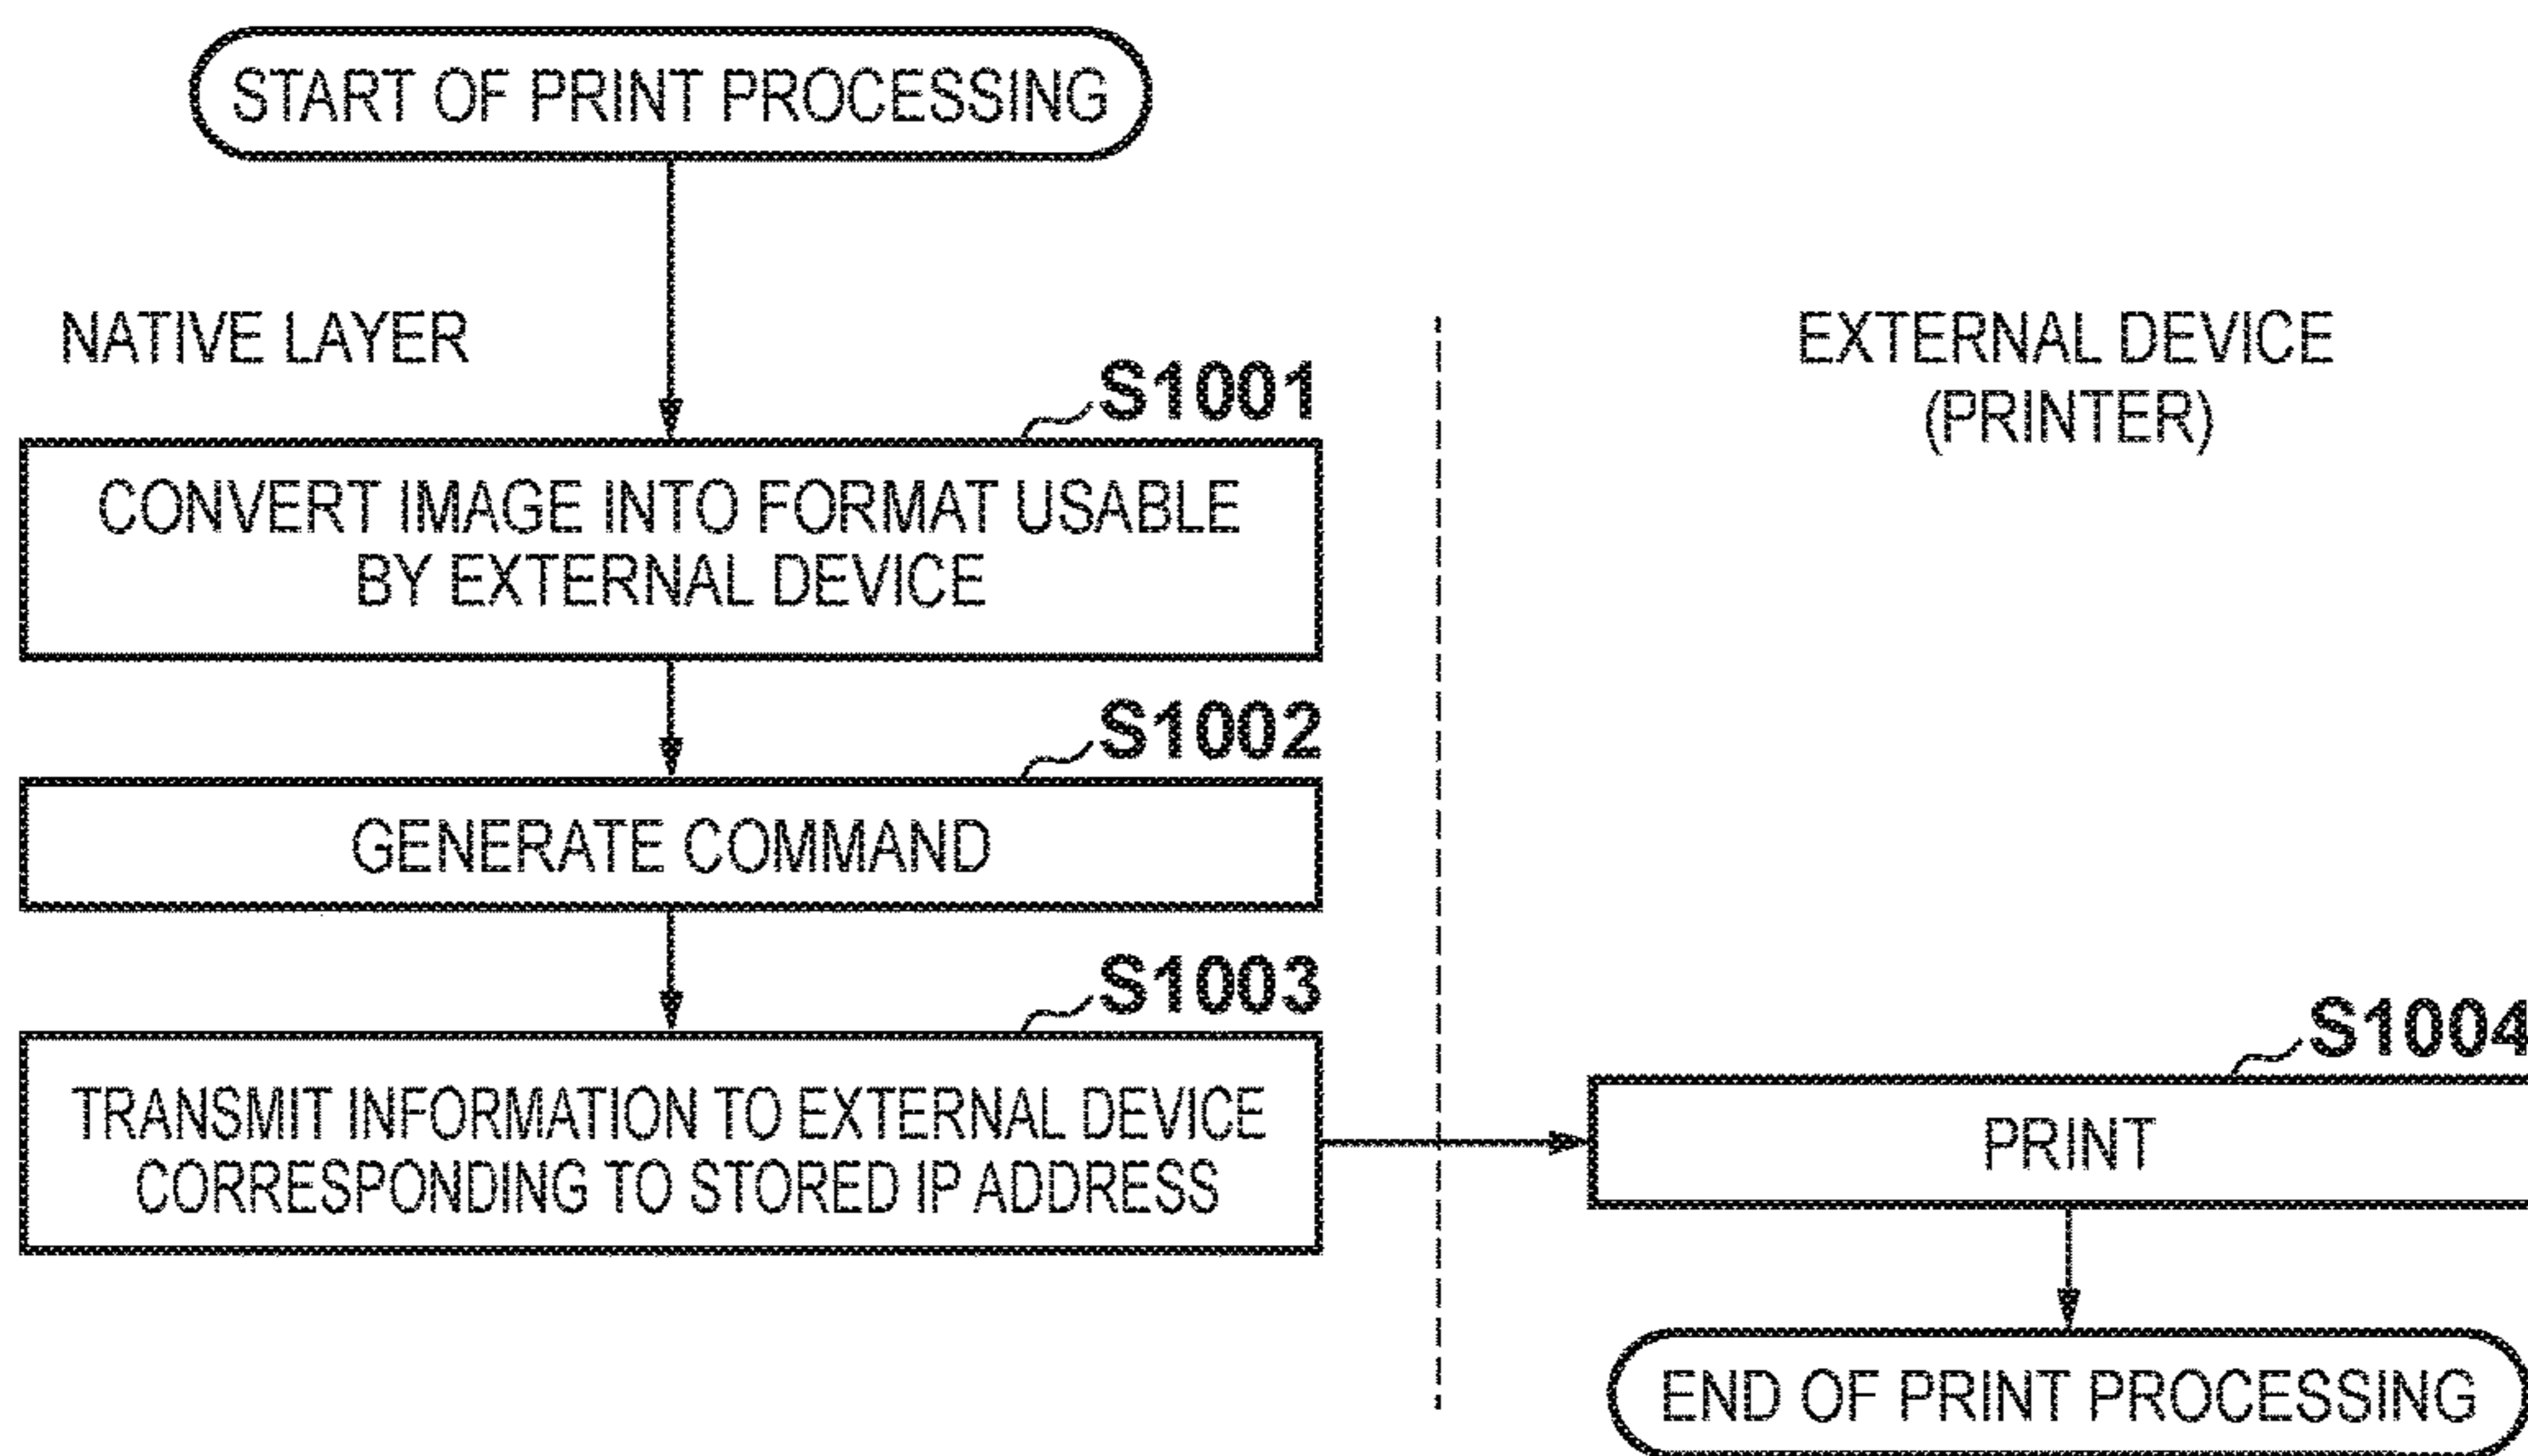 START OF PRINT PROCESSING
NATIVE LAYER
EXTERNAL DEVICE
(PRINTER)
S1001
CONVERT IMAGE INTO FORMAT USABLE
BY EXTERNAL DEVICE
S1002
GENERATE COMMAND
S1003
TRANSMIT INFORMATION TO EXTERNAL DEVICE
CORRESPONDING TO STORED IP ADDRESS
S1004
PRINT
END OF PRINT PROCESSING